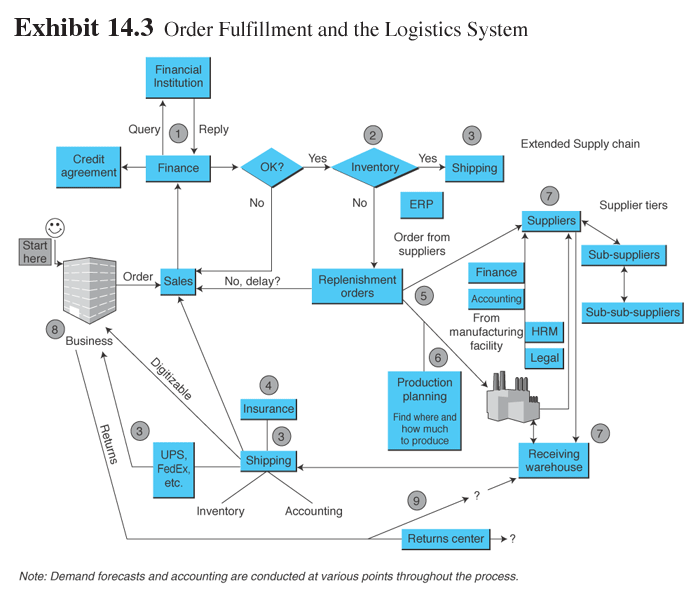 Exhibit 14.3 Order Fulfillment and the Logistics System
Financial
Institution
Query
1
Reply
2
3
Credit
agreement
Finance
OK?
Yes
Inventory
Yes
Shipping
Extended Supply chain
No
No
ERP
7
Suppliers
Supplier tiers
Start
here
Order from
suppliers
Sub-suppliers
Order
Sales
No, delay?
Replenishment
orders
Finance
5
Accounting
Sub-sub-suppliers
From
manufacturing
facility
HRM
Legal
8
Business
6
Digitizable
4
Insurance
Production
planning
Find where and
how much
to produce
3
3
7
Returns
UPS,
FedEx,
etc.
Shipping
Receiving
warehouse
Inventory
Accounting
9
?
Returns center
?
Note: Demand forecasts and accounting are conducted at various points throughout the process.